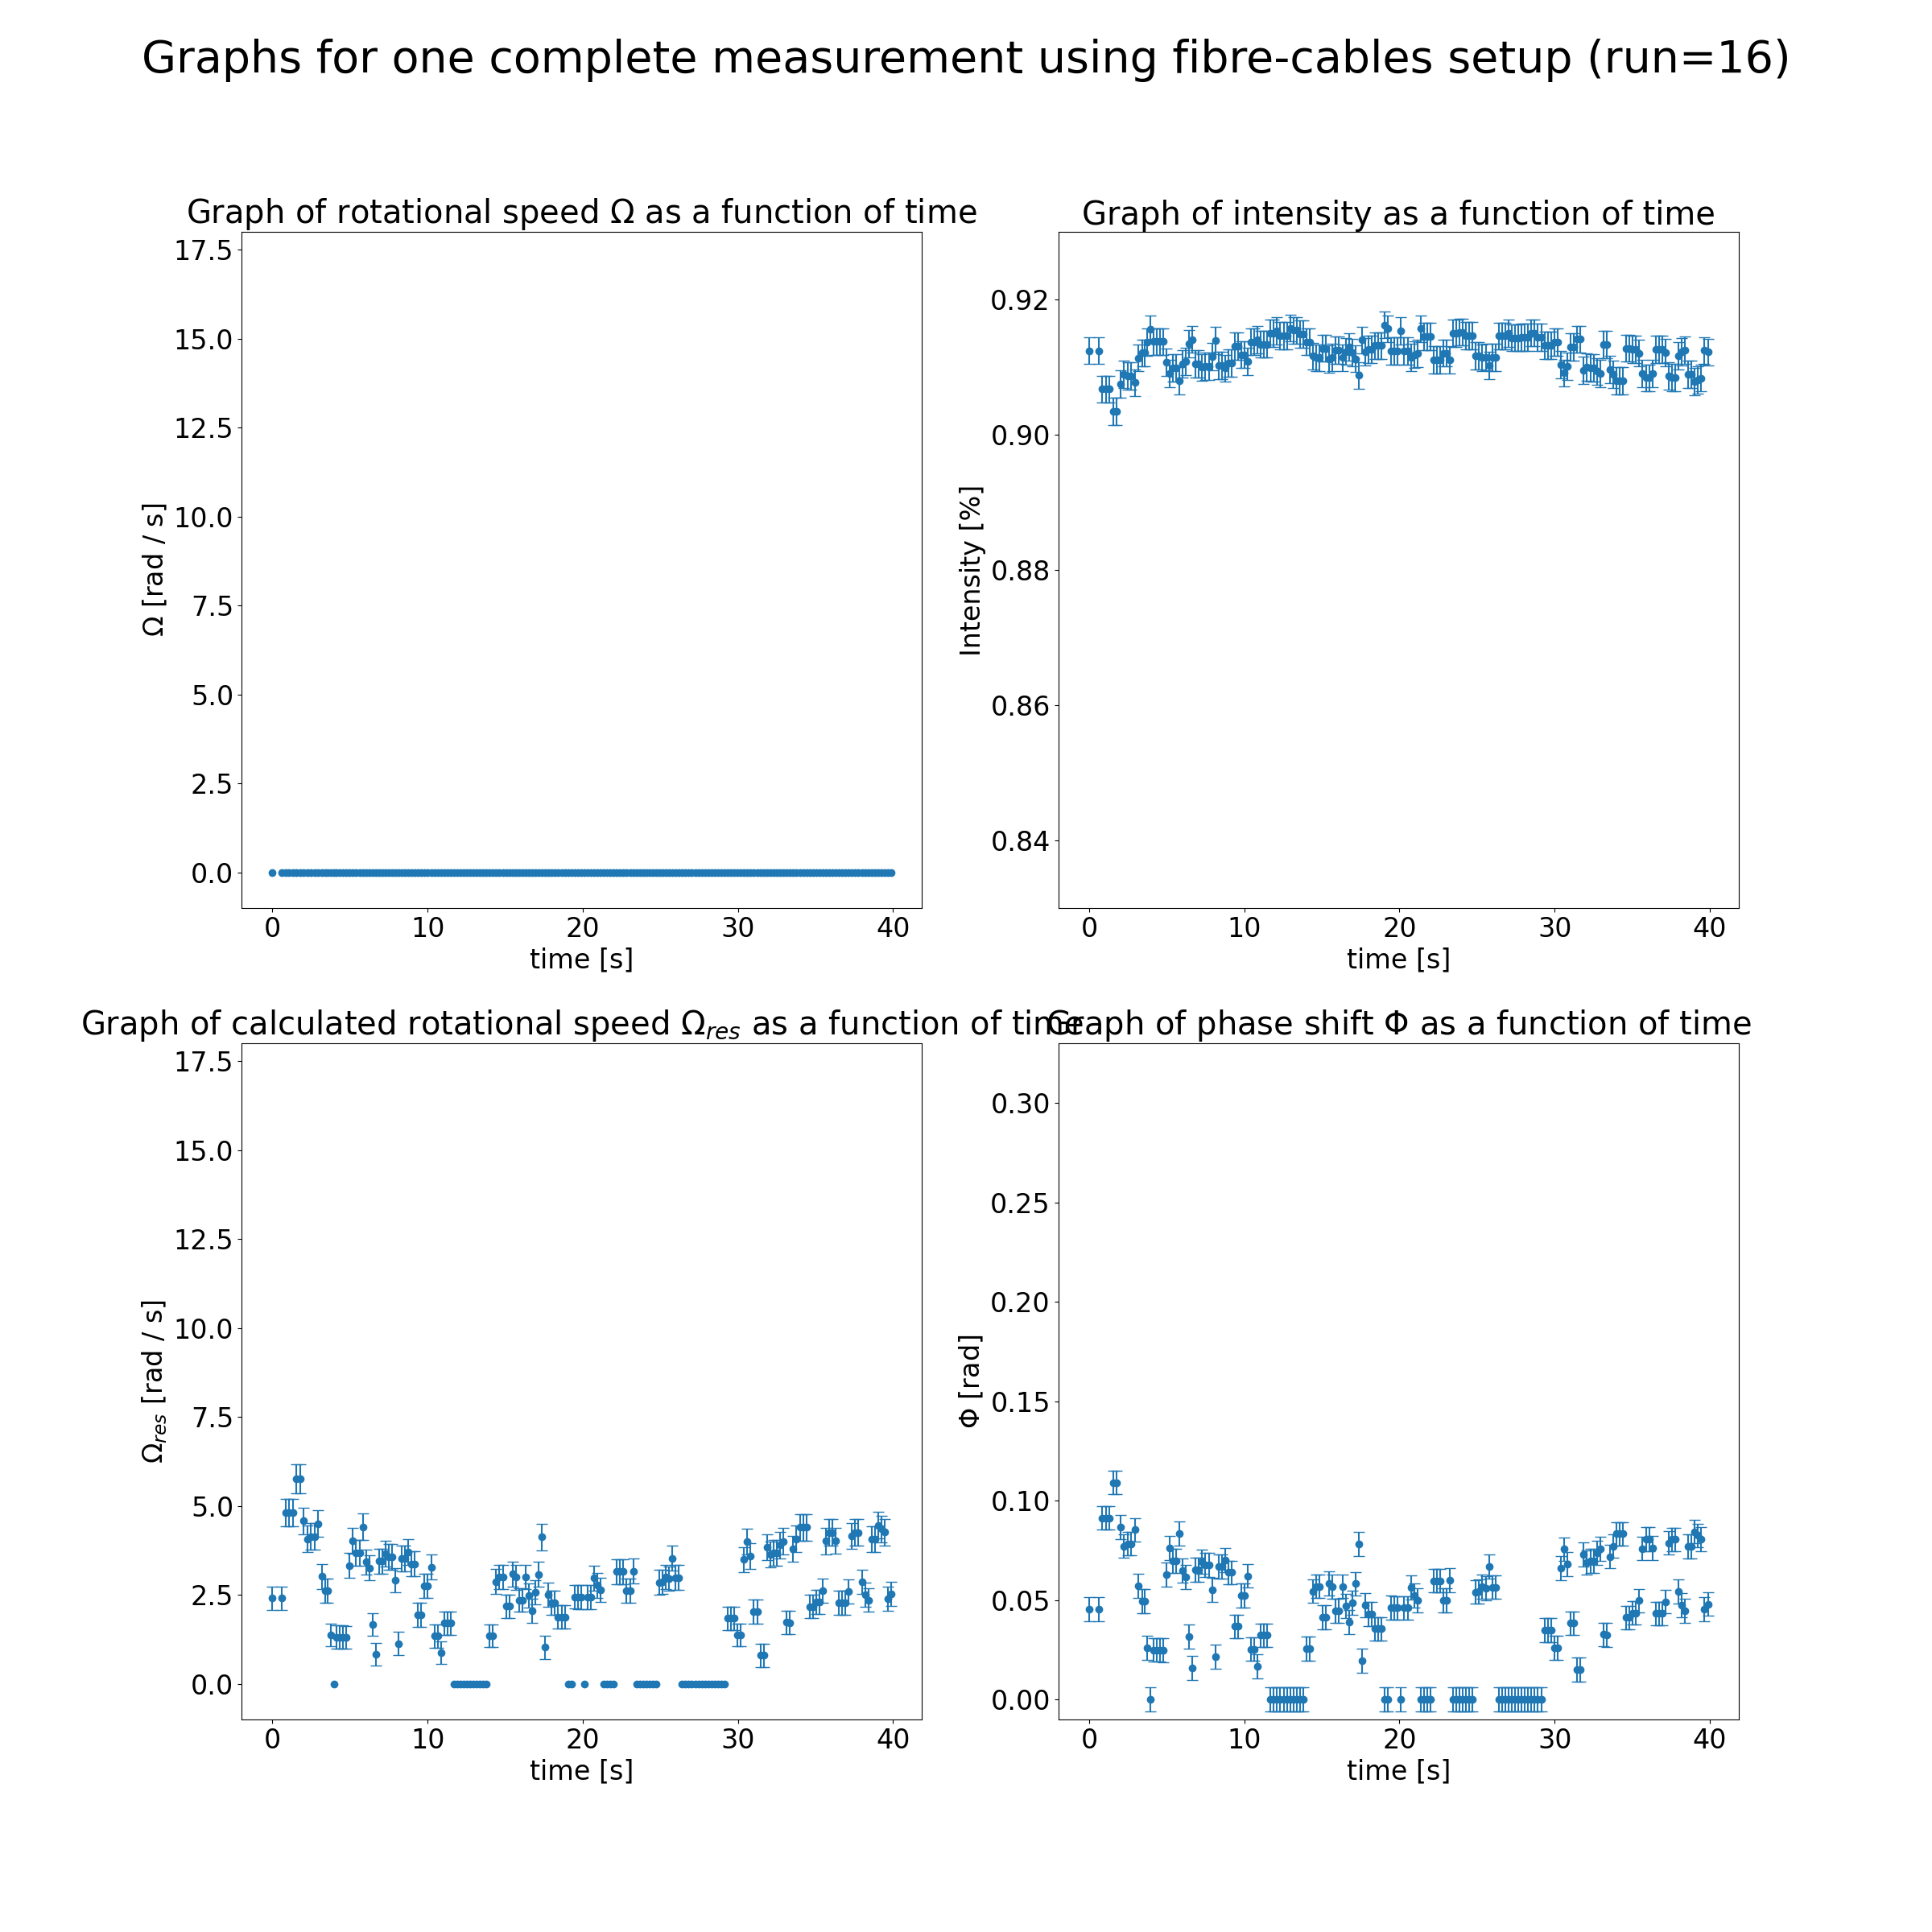 Graphs for one complete measurement using fibre-cables setup (run=16)
Graph of rotational speed Ω as a function of time
17.5
15.0
12.5
10.0
7.5
5.0
2.5
0.0
Ω [rad / s]
0 10 20 30 40
time [s]
Graph of intensity as a function of time
0.92
0.90
0.88
0.86
0.84
Intensity [%]
0 10 20 30 40
time [s]
Graph of calculated rotational speed Ω_res as a function of time
17.5
15.0
12.5
10.0
7.5
5.0
2.5
0.0
Ω_res [rad / s]
0 10 20 30 40
time [s]
Graph of phase shift Φ as a function of time
0.30
0.25
0.20
0.15
0.10
0.05
0.00
Φ [rad]
0 10 20 30 40
time [s]